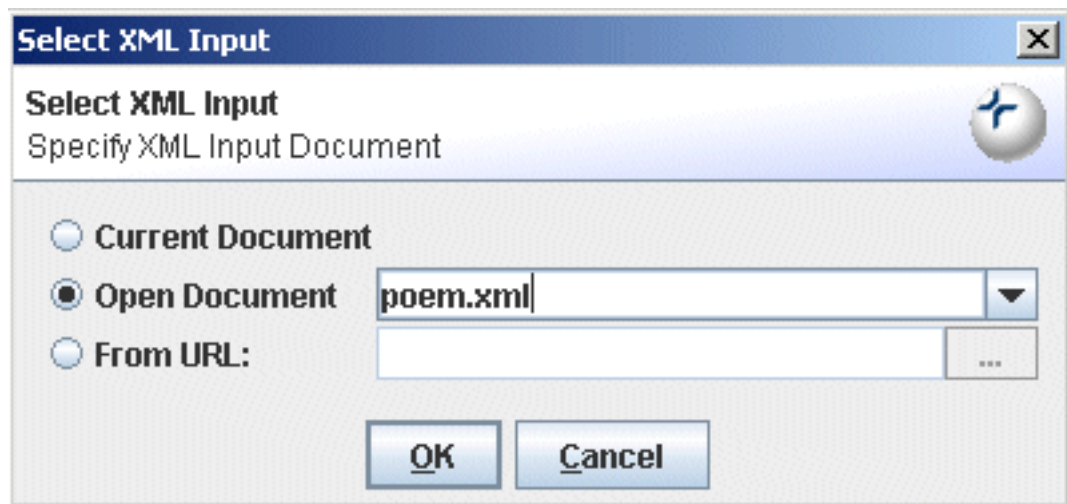 Select XML Input
Select XML Input
Specify XML Input Document
Current Document
Open Document poem.xml
From URL: ...
OK Cancel